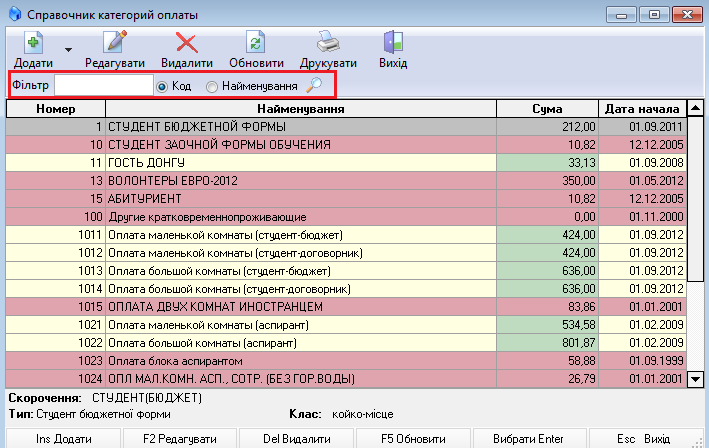 Справочник категорий оплаты
Додати Редагувати Видалити Обновити Друкувати Вихід
Фільтр Код Найменування
Номер Найменування Сума Дата начала
1 СТУДЕНТ БЮДЖЕТНОЙ ФОРМЫ 212,00 01.09.2011
10 СТУДЕНТ ЗАОЧНОЙ ФОРМЫ ОБУЧЕНИЯ 10,82 12.12.2005
11 ГОСТЬ ДОНГУ 33,13 01.09.2008
13 ВОЛОНТЕРЫ ЕВРО-2012 350,00 01.05.2012
15 АБИТУРИЕНТ 10,82 12.12.2005
100 Другие кратковременнопроживающие 0,00 01.11.2000
1011 Оплата маленькой комнаты (студент-бюджет) 424,00 01.09.2012
1012 Оплата маленькой комнаты (студент-договорник) 424,00 01.09.2012
1013 Оплата большой комнаты (студент-бюджет) 636,00 01.09.2012
1014 Оплата большой комнаты (студент-договорник) 636,00 01.09.2012
1015 ОПЛАТА ДВУХ КОМНАТ ИНОСТРАНЦЕМ 83,86 01.01.2001
1021 Оплата маленькой комнаты (аспирант) 534,58 01.02.2009
1022 Оплата большой комнаты (аспирант) 801,87 01.02.2009
1023 Оплата блока аспирантом 58,88 01.09.1999
1024 ОПЛ МАЛ.КОМН. АСП., СОТР. (БЕЗ ГОР.ВОДЫ) 26,79 01.01.2001
Скорочення: СТУДЕНТ(БЮДЖЕТ)
Тип: Студент бюджетної форми Клас: койко-місце
Ins Додати F2 Редагувати Del Видалити F5 Обновити Вибрати Enter Esc Вихід